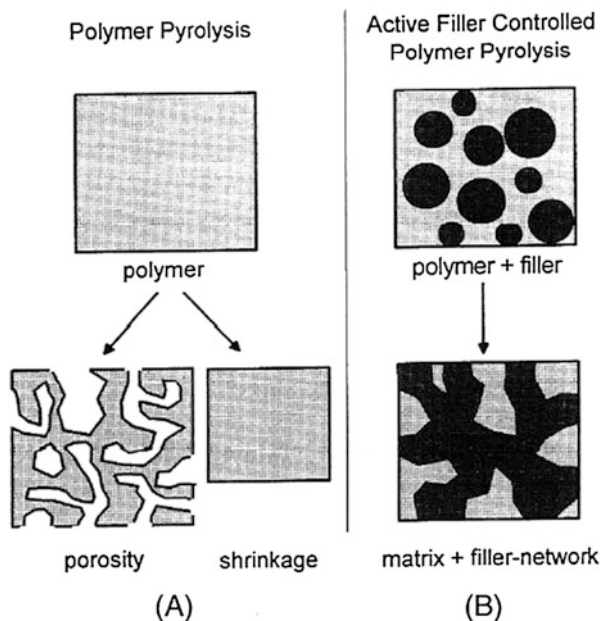 Polymer Pyrolysis
polymer
porosity
shrinkage
(A)
Active Filler Controlled
Polymer Pyrolysis
polymer + filler
matrix + filler-network
(B)